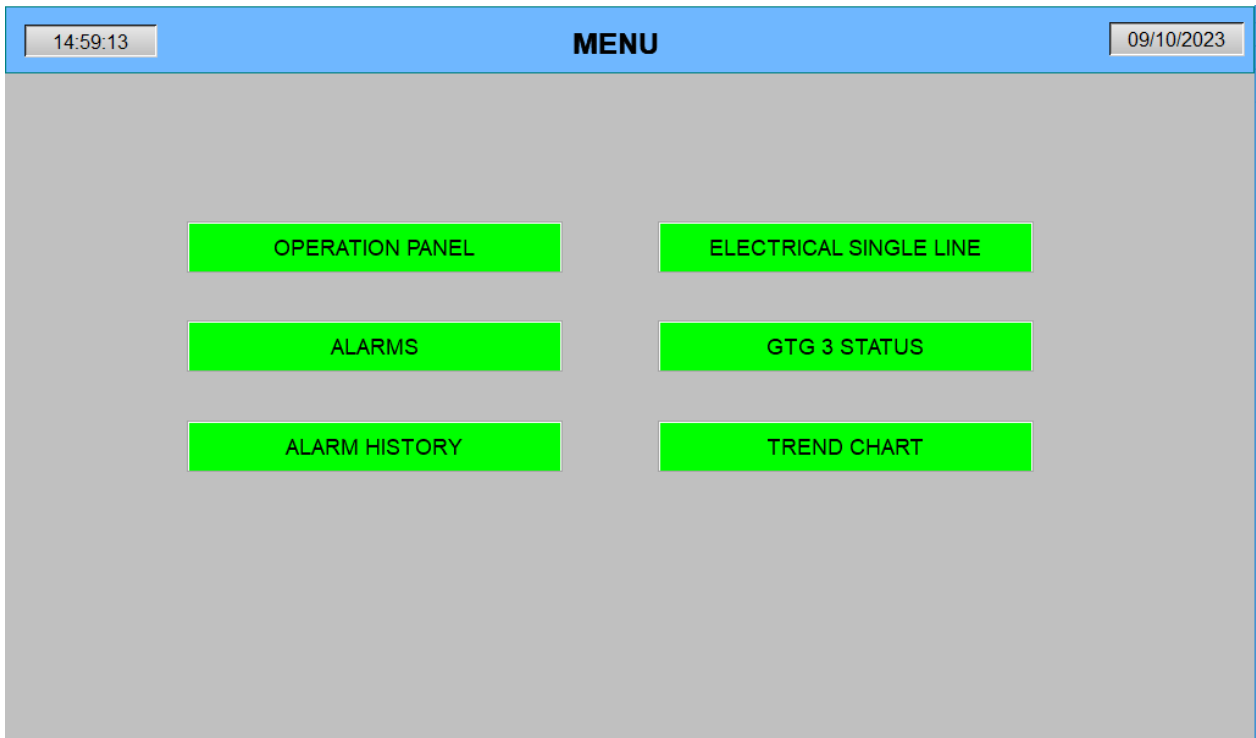 14:59:13
MENU
09/10/2023
OPERATION PANEL
ELECTRICAL SINGLE LINE
ALARMS
GTG 3 STATUS
ALARM HISTORY
TREND CHART